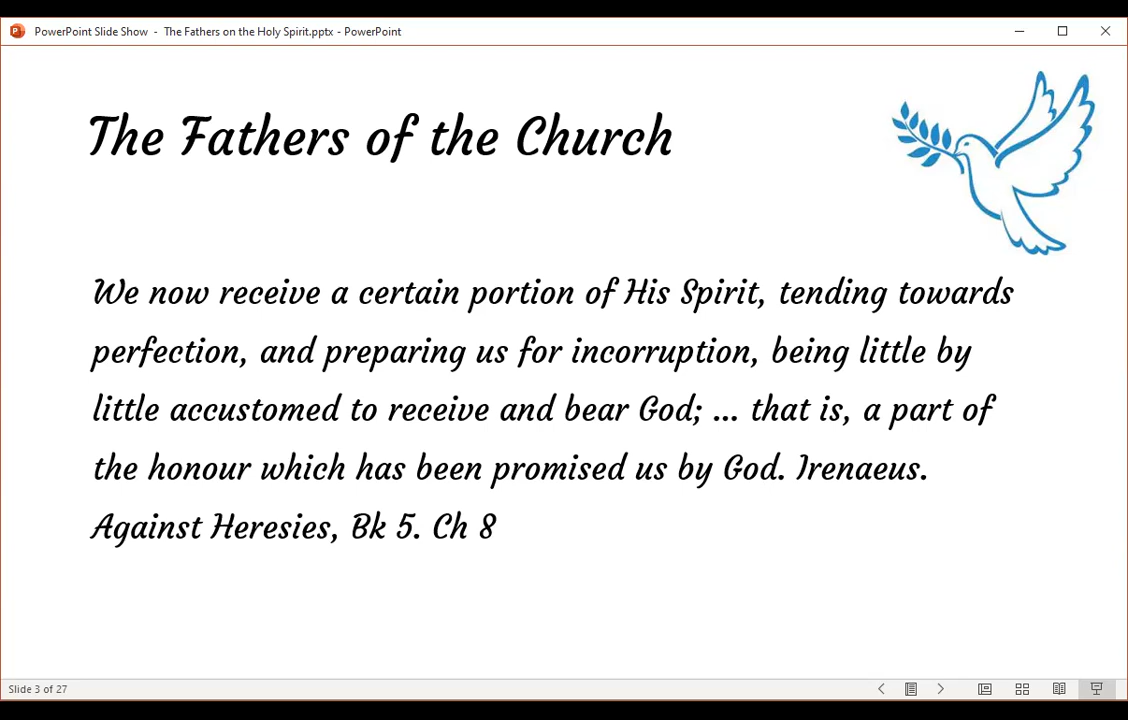 PowerPoint Slide Show - The Fathers on the Holy Spirit.pptx - PowerPoint
The Fathers of the Church
We now receive a certain portion of His Spirit, tending towards
perfection, and preparing us for incorruption, being little by
little accustomed to receive and bear God; ... that is, a part of
the honour which has been promised us by God. Irenaeus.
Against Heresies, Bk 5. Ch 8
Slide 3 of 27